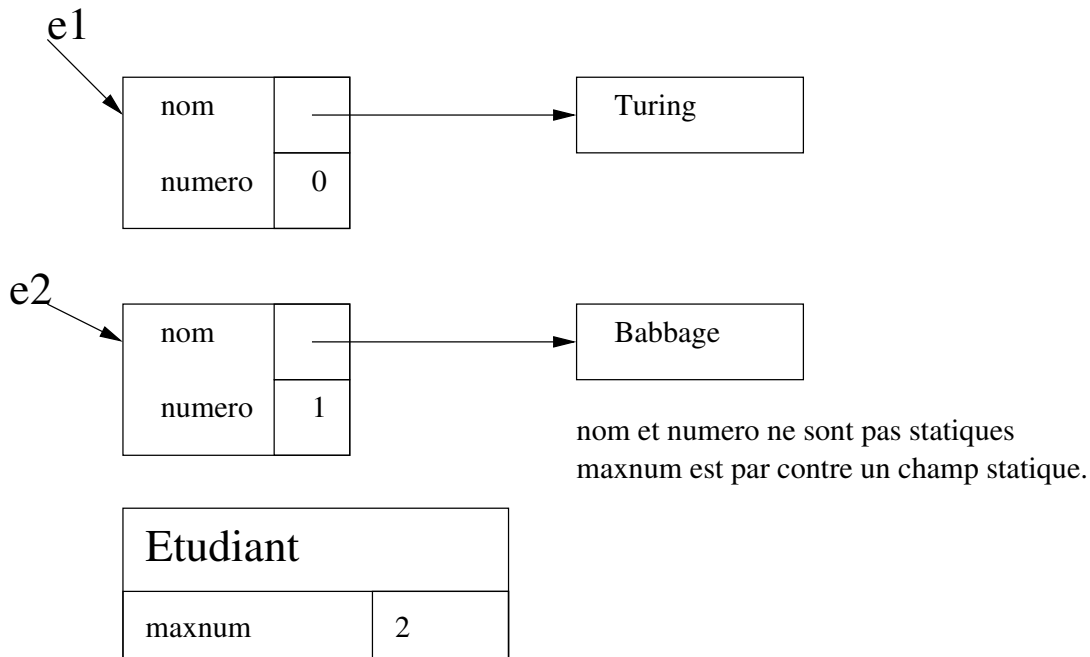 e1
nom
Turing
numero 0
e2
nom
Babbage
numero 1
nom et numero ne sont pas statiques
maxnum est par contre un champ statique.
Etudiant
maxnum 2